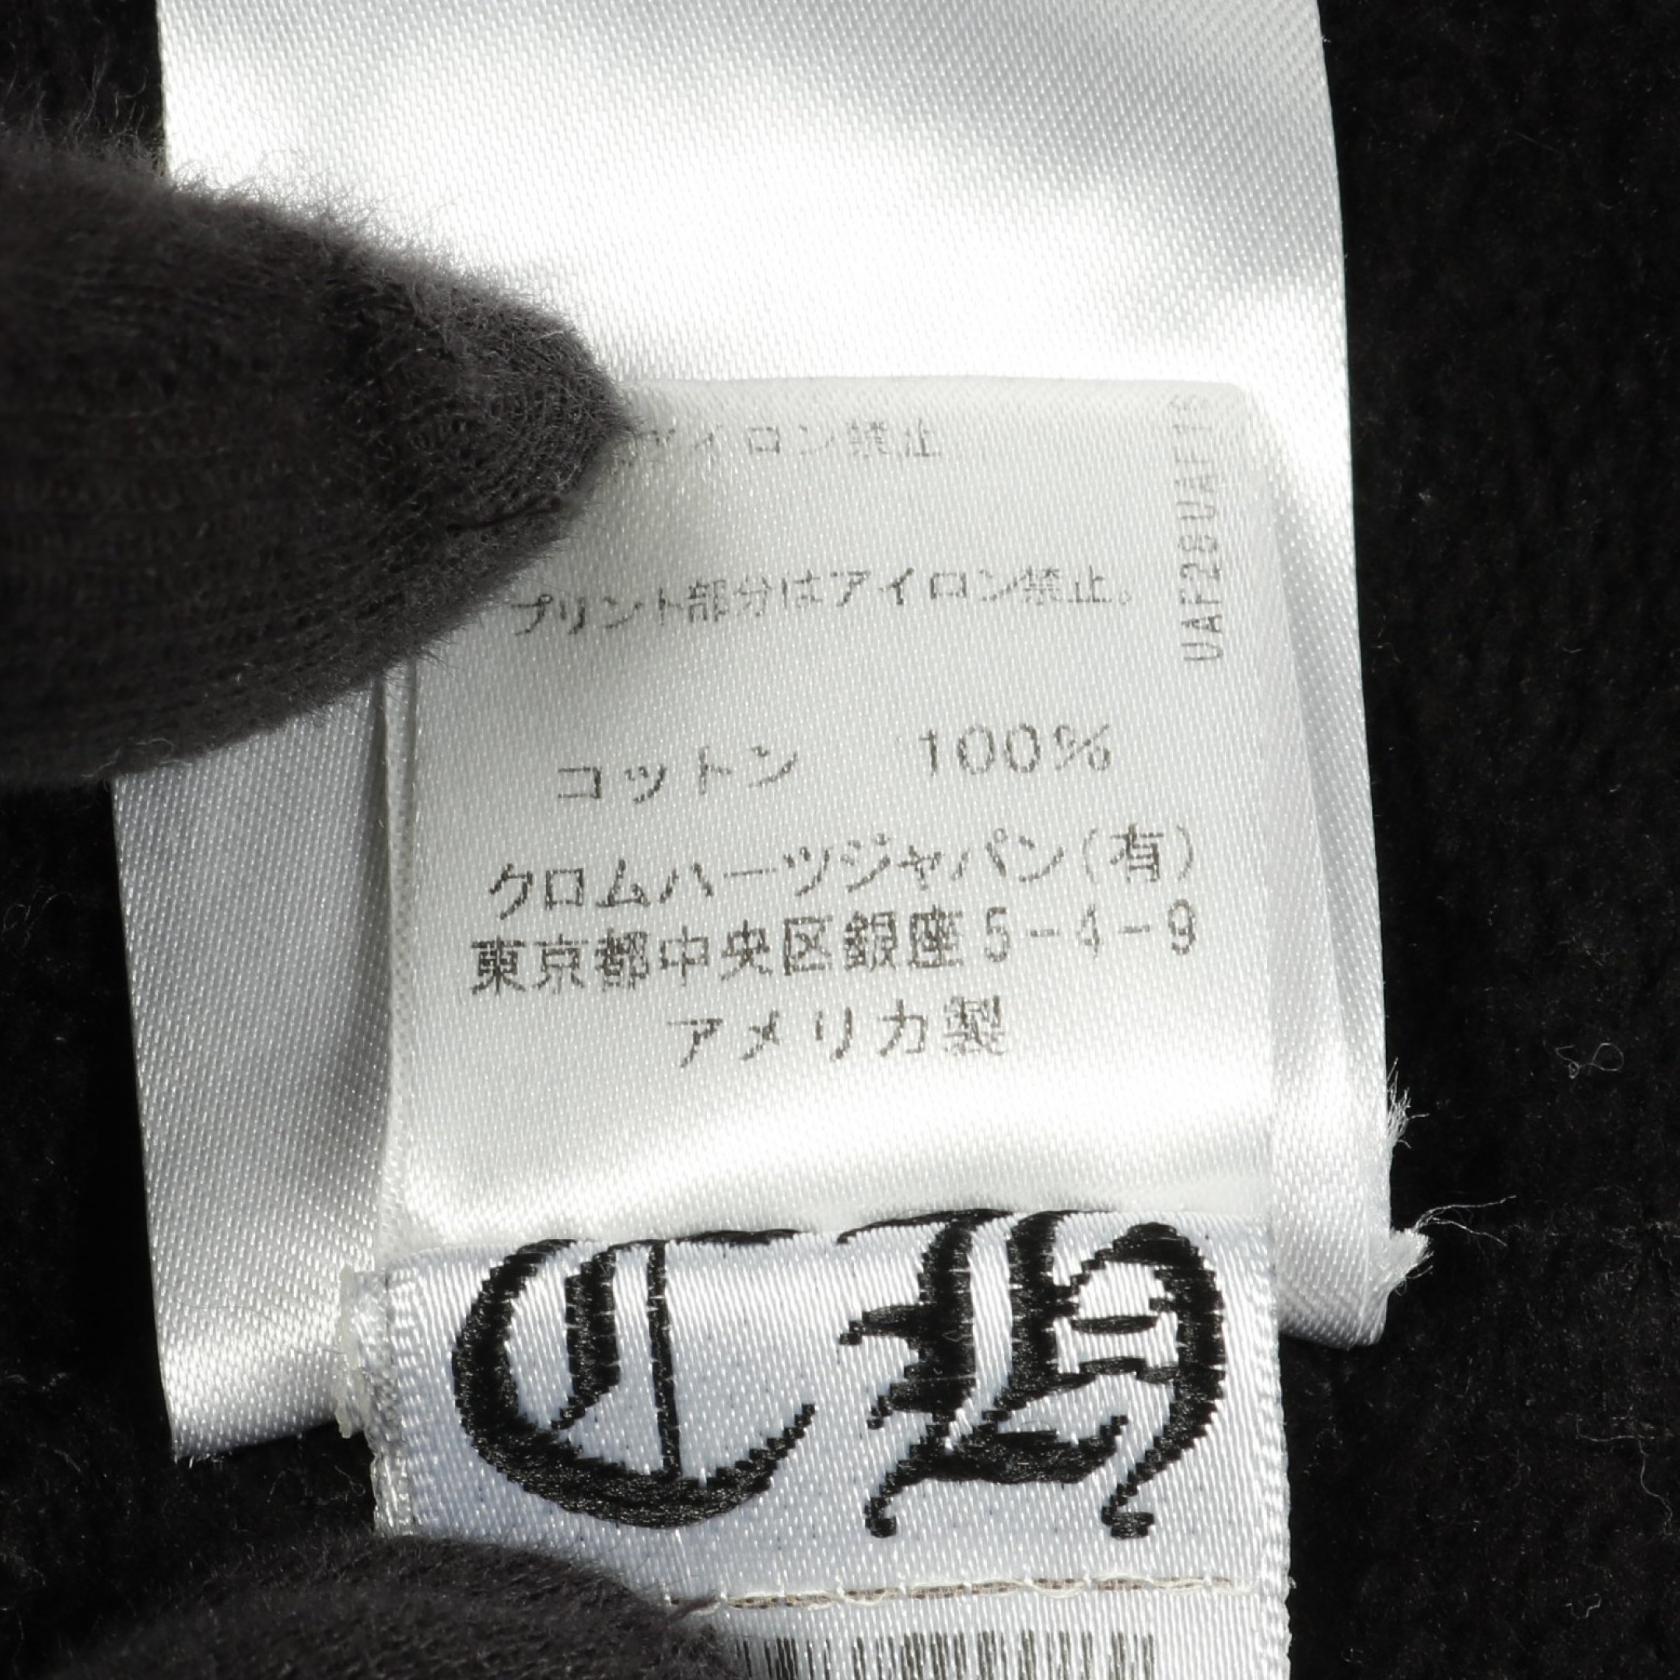 アイロン禁止
プリント部分はアイロン禁止。
UAF28UAF16
コットン 100%
クロムハーツジャパン(有)
東京都中央区銀座5-4-9
アメリカ製
CH